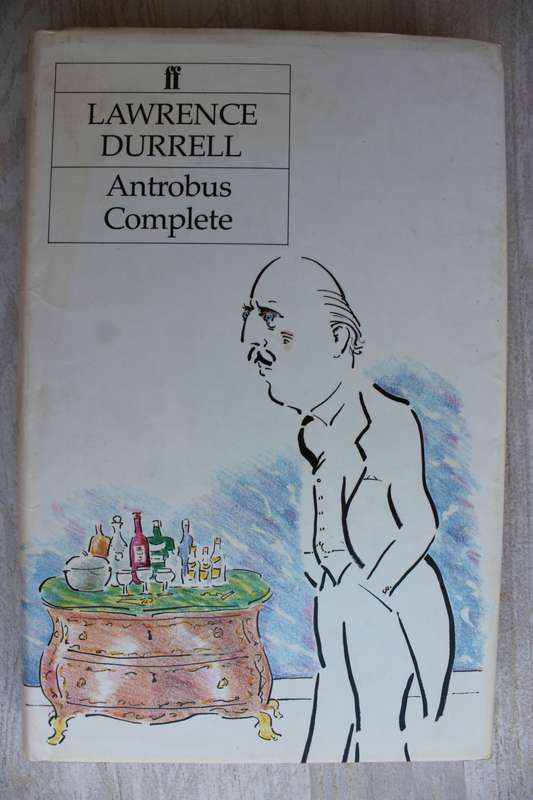 ff
LAWRENCE
DURRELL
Antrobus
Complete